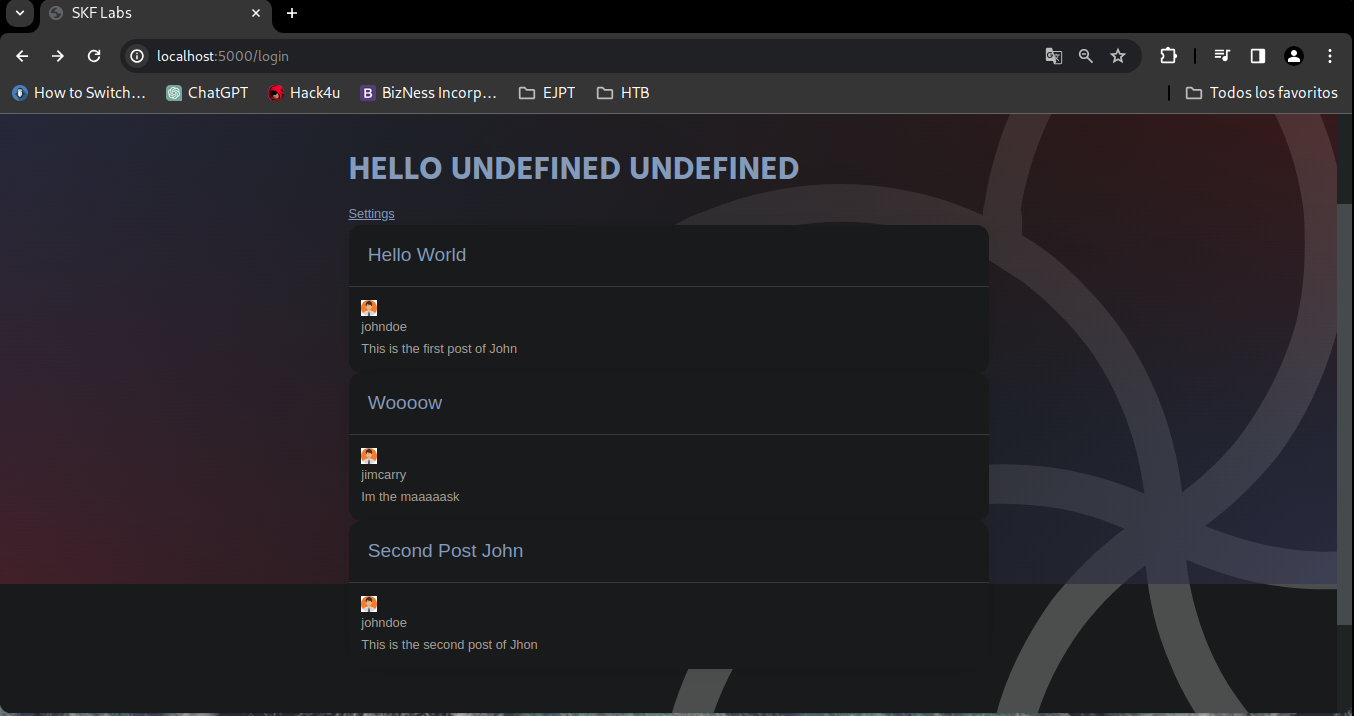 SKF Labs
localhost:5000/login
How to Switch… ChatGPT Hack4u B BizNess Incorp… EJPT HTB Todos los favoritos
HELLO UNDEFINED UNDEFINED
Settings
Hello World
johndoe
This is the first post of John
Woooow
jimcarry
Im the maaaaask
Second Post John
johndoe
This is the second post of Jhon